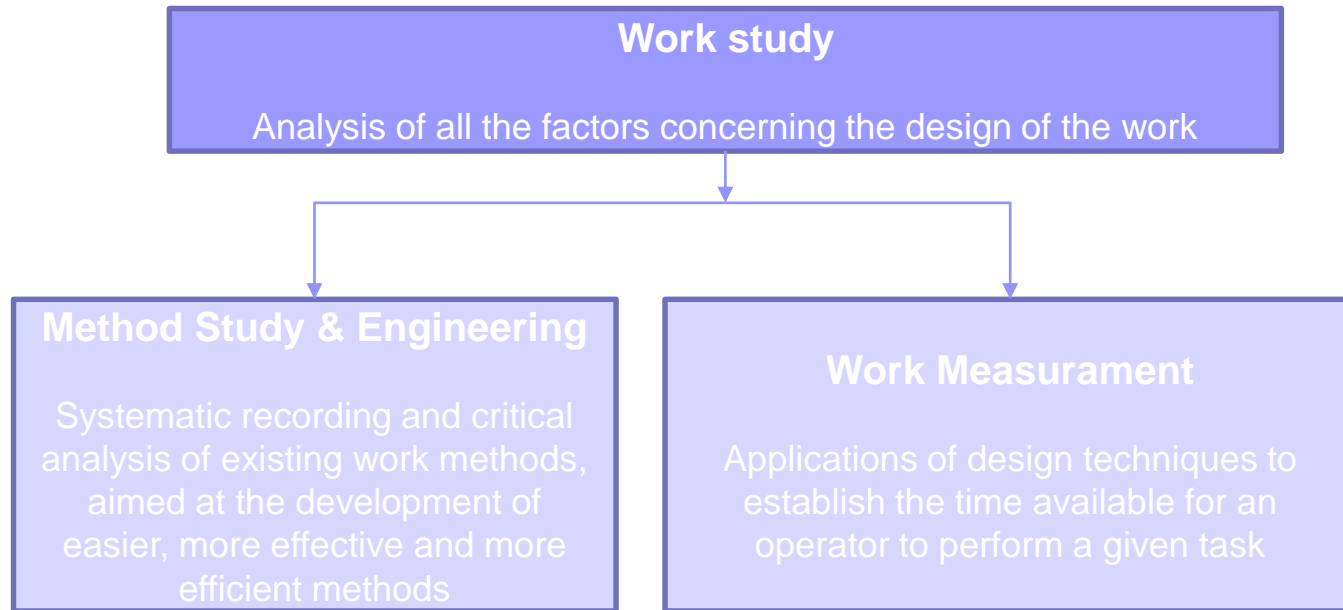 Work study
Analysis of all the factors concerning the design of the work
Method Study & Engineering
Systematic recording and critical
analysis of existing work methods,
aimed at the development of
easier, more effective and more
efficient methods
Work Measurament
Applications of design techniques to
establish the time available for an
operator to perform a given task